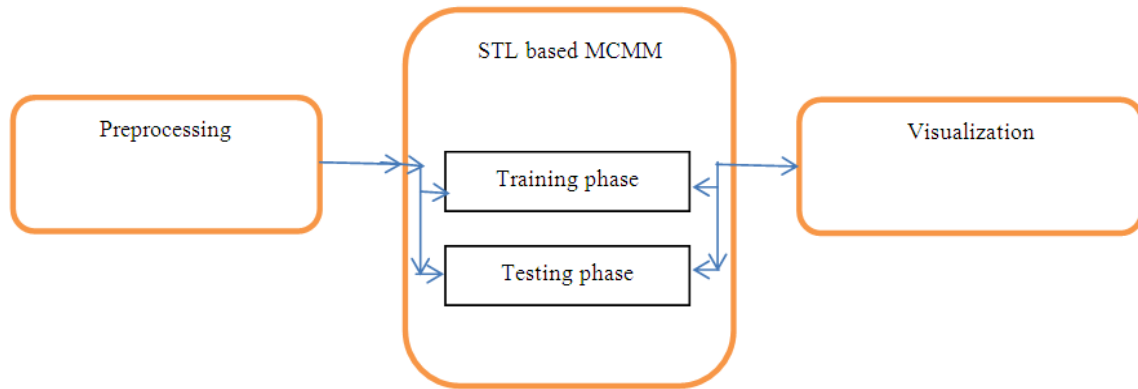 STL based MCMM
Preprocessing
Visualization
Training phase
Testing phase